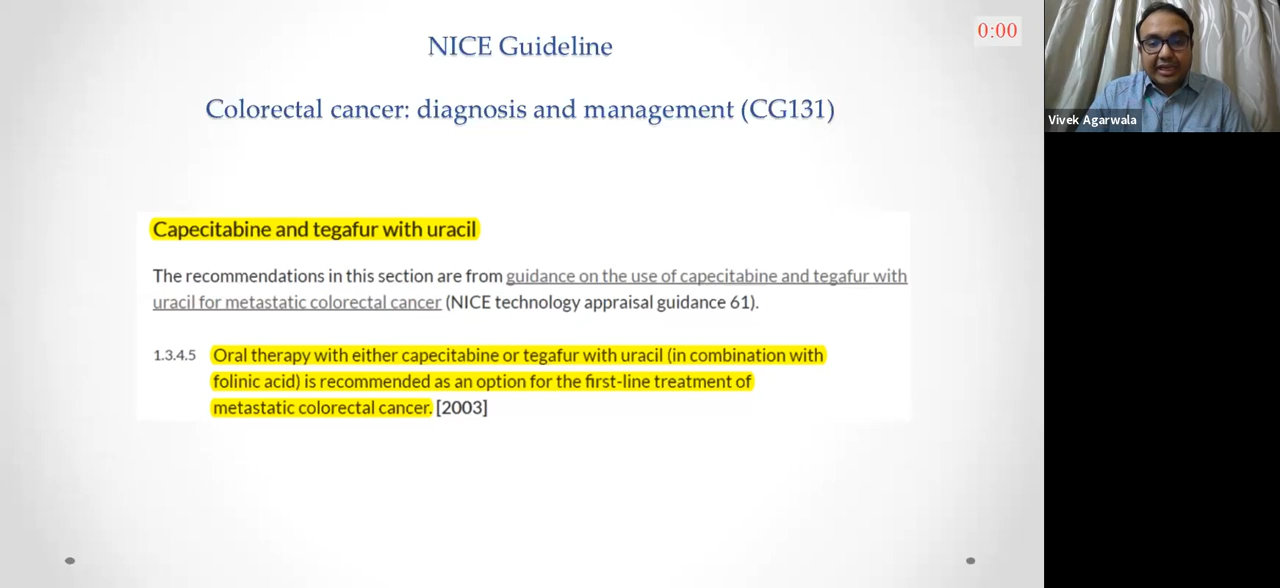 NICE Guideline
0:00
Colorectal cancer: diagnosis and management (CG131)
Vivek Agarwala
Capecitabine and tegafur with uracil
The recommendations in this section are from guidance on the use of capecitabine and tegafur with
uracil for metastatic colorectal cancer (NICE technology appraisal guidance 61).
1.3.4.5 Oral therapy with either capecitabine or tegafur with uracil (in combination with
folinic acid) is recommended as an option for the first-line treatment of
metastatic colorectal cancer. [2003]